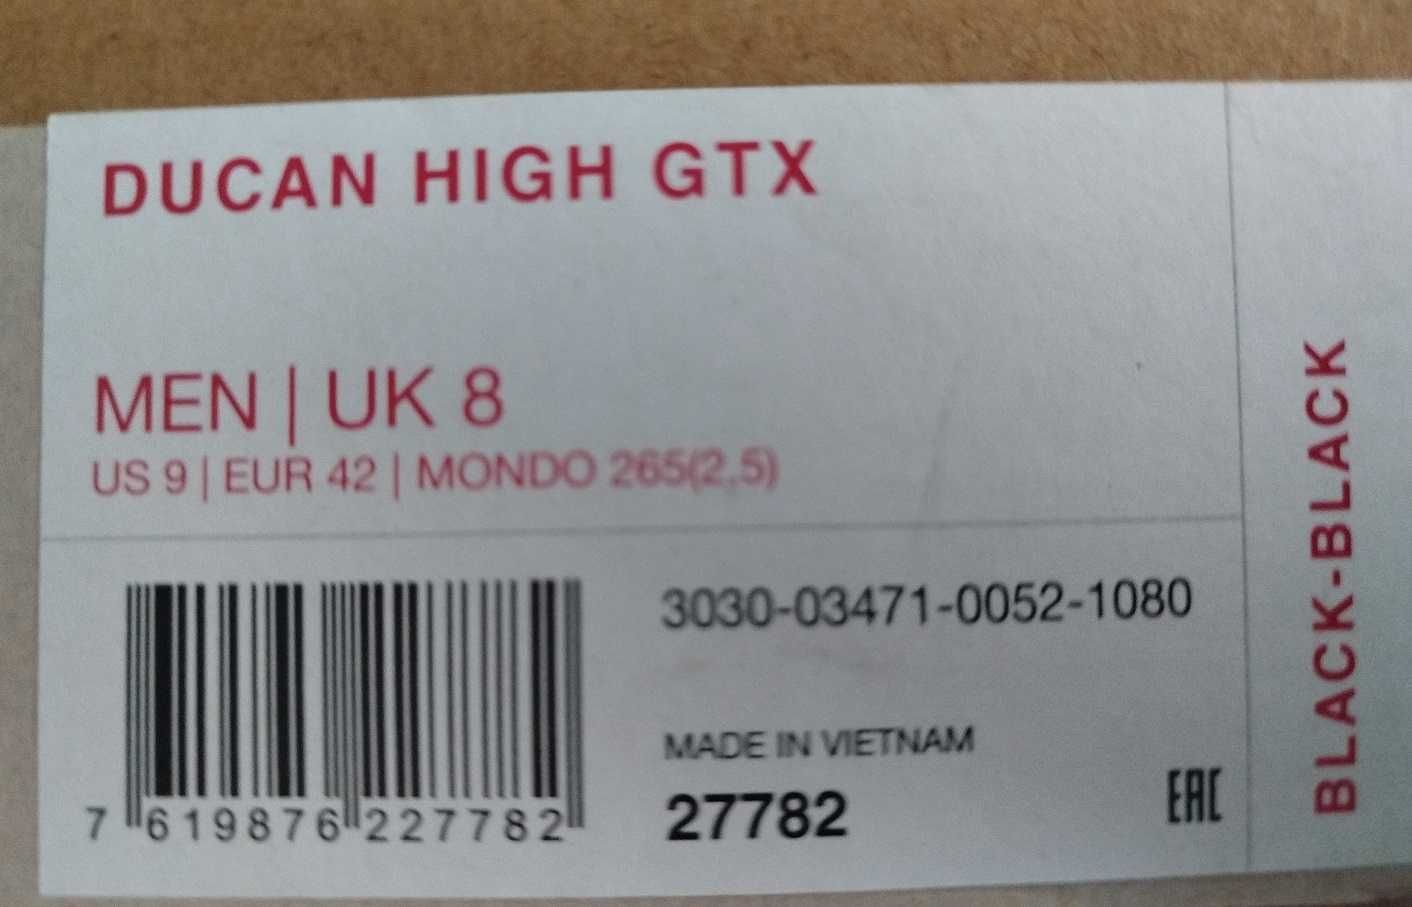 DUCAN HIGH GTX
MEN | UK 8
US 9 | EUR 42 | MONDO 265(2,5)
3030-03471-0052-1080
MADE IN VIETNAM
27782
EAC
7 619876 227782
BLACK-BLACK